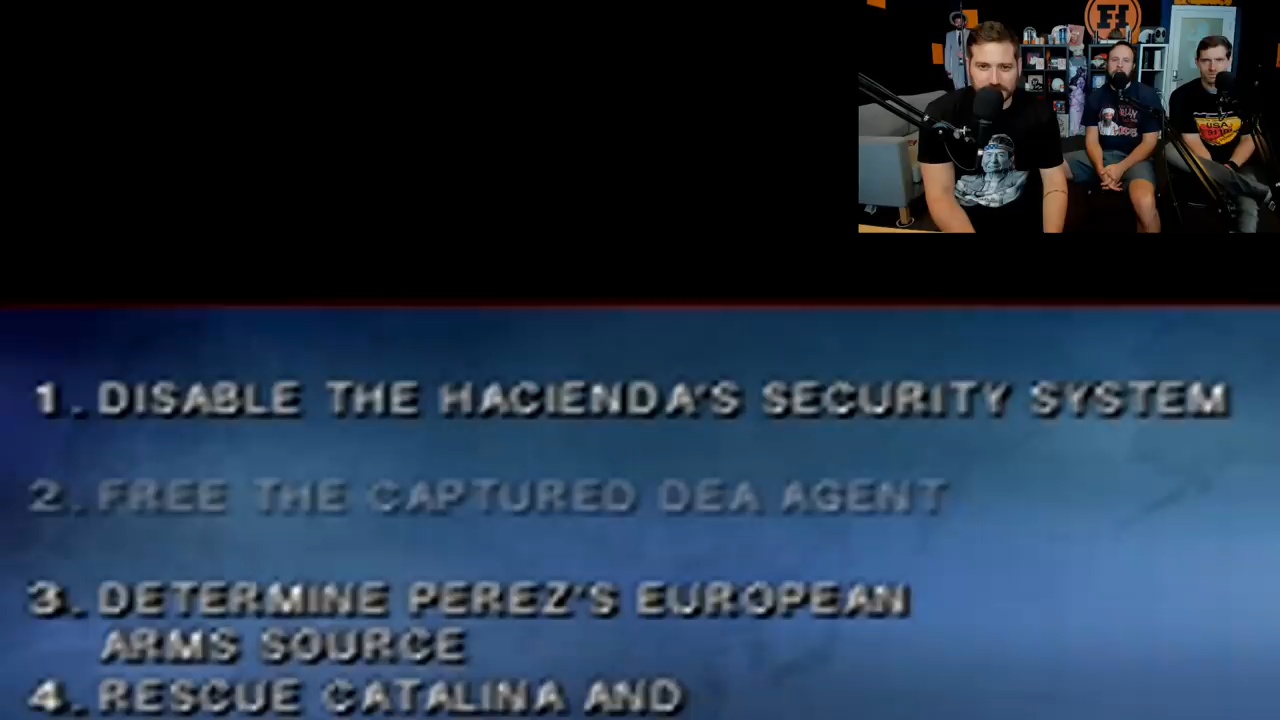 USA
1. DISABLE THE HACIENDA'S SECURITY SYSTEM
2. FREE THE CAPTURED DEA AGENT
3. DETERMINE PEREZ'S EUROPEAN
ARMS SOURCE
4. RESCUE CATALINA AND